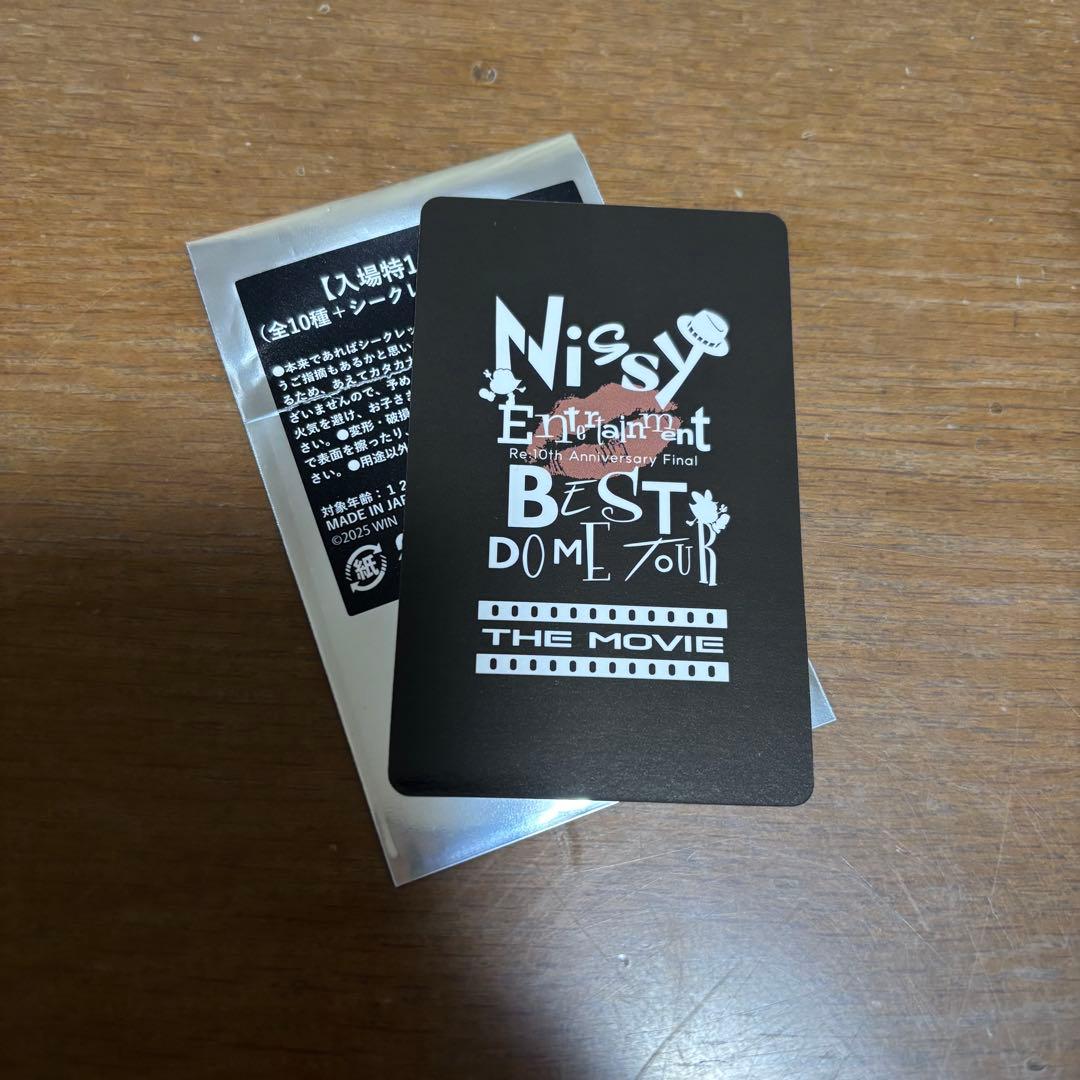 【入場特1
(全10種+シークレ
●本来であればシークレッ
うご指摘もあるかと思い
るため、あえてカタカナ
ざいませんので、予め
火気を避け、お子さま
さい。●変形・破損
で表面を擦ったり、
さい。●用途以外
対象年齢:12
MADE IN JAP
©2025 WIN
紙
Nissy
Entertainment
Re:10th Anniversary Final
BEST
DOME TOUR
THE MOVIE